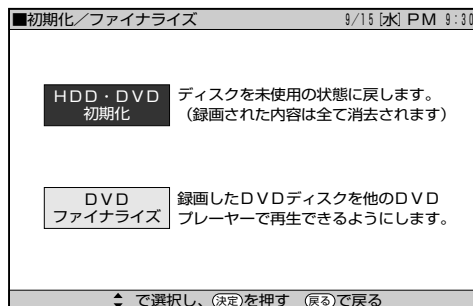 ■初期化／ファイナライズ 9/15[水] PM 9:30
HDD・DVD
初期化
ディスクを未使用の状態に戻します。
（録画された内容は全て消去されます）
DVD
ファイナライズ
録画したDVDディスクを他のDVD
プレーヤーで再生できるようにします。
で選択し、決定を押す 戻るで戻る